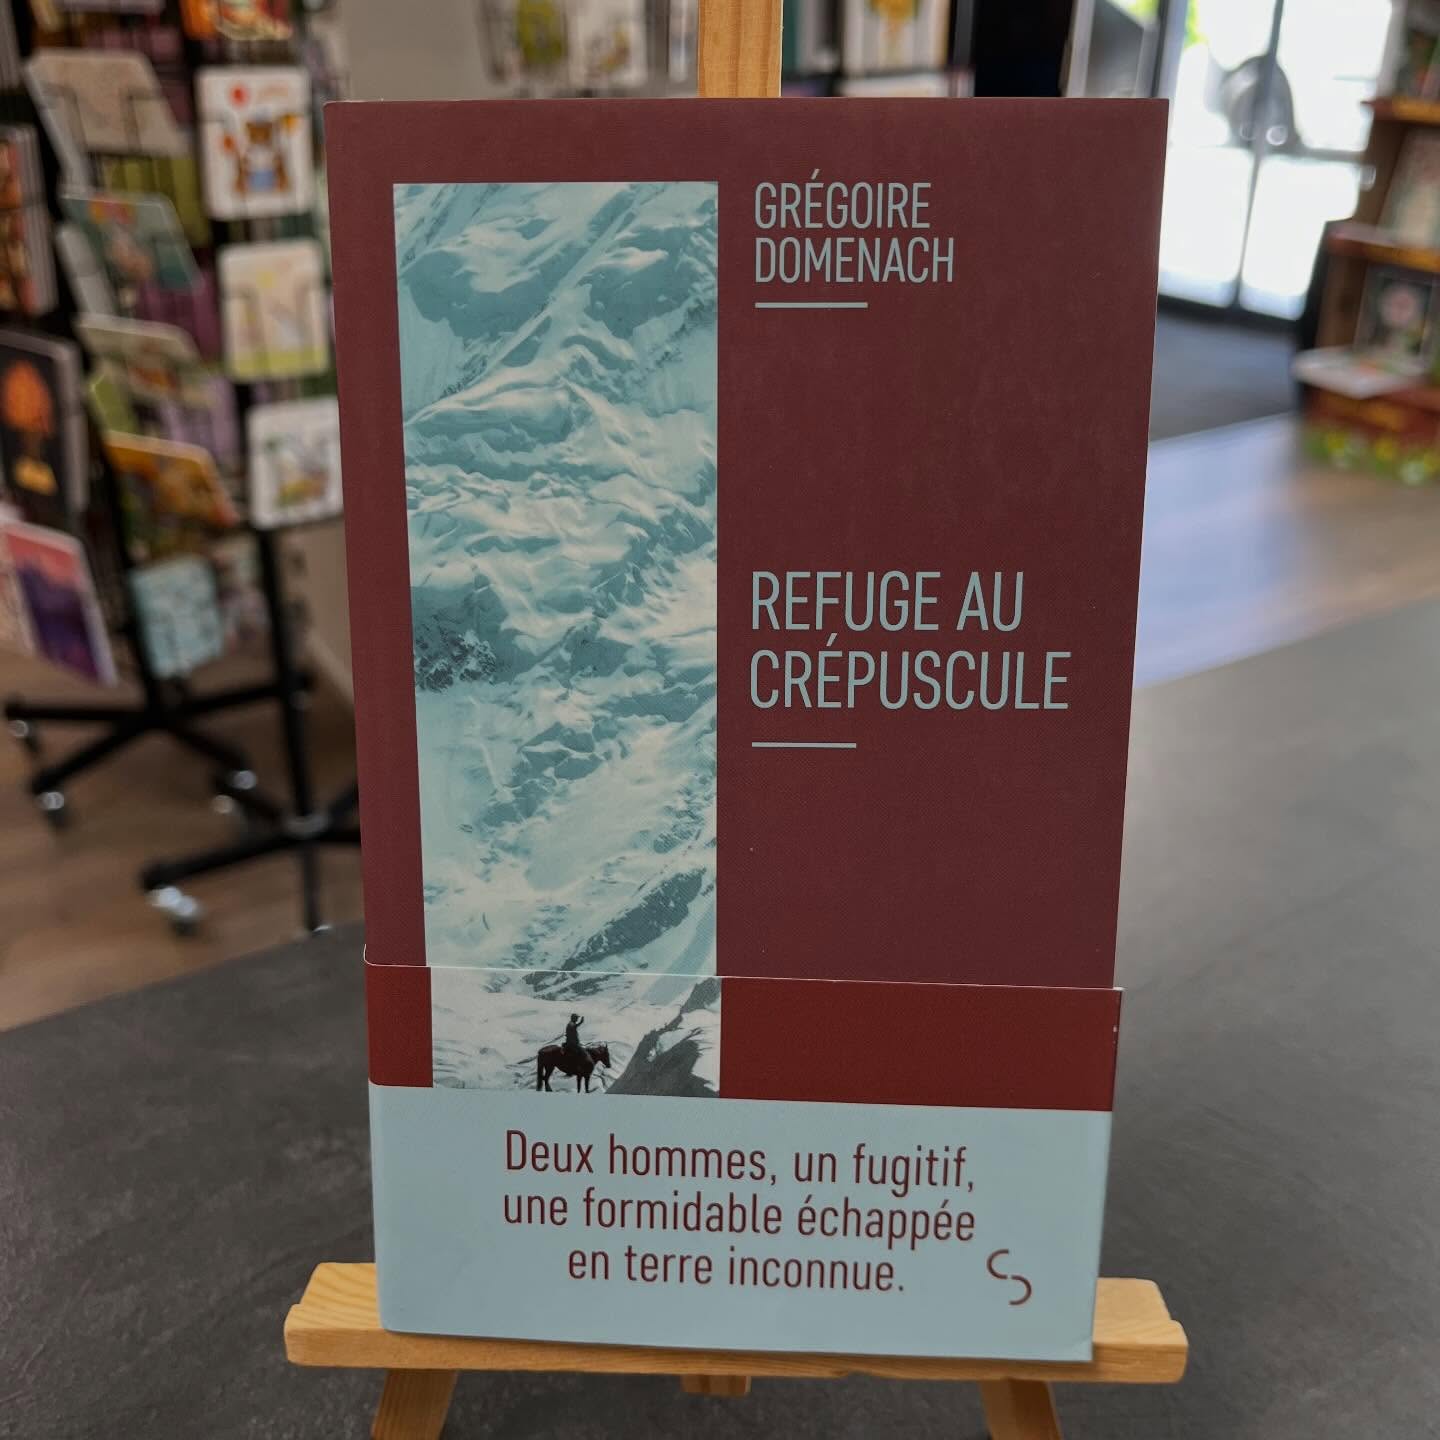 GRÉGOIRE
DOMENACH
REFUGE AU
CRÉPUSCULE
Deux hommes, un fugitif,
une formidable échappée
en terre inconnue.